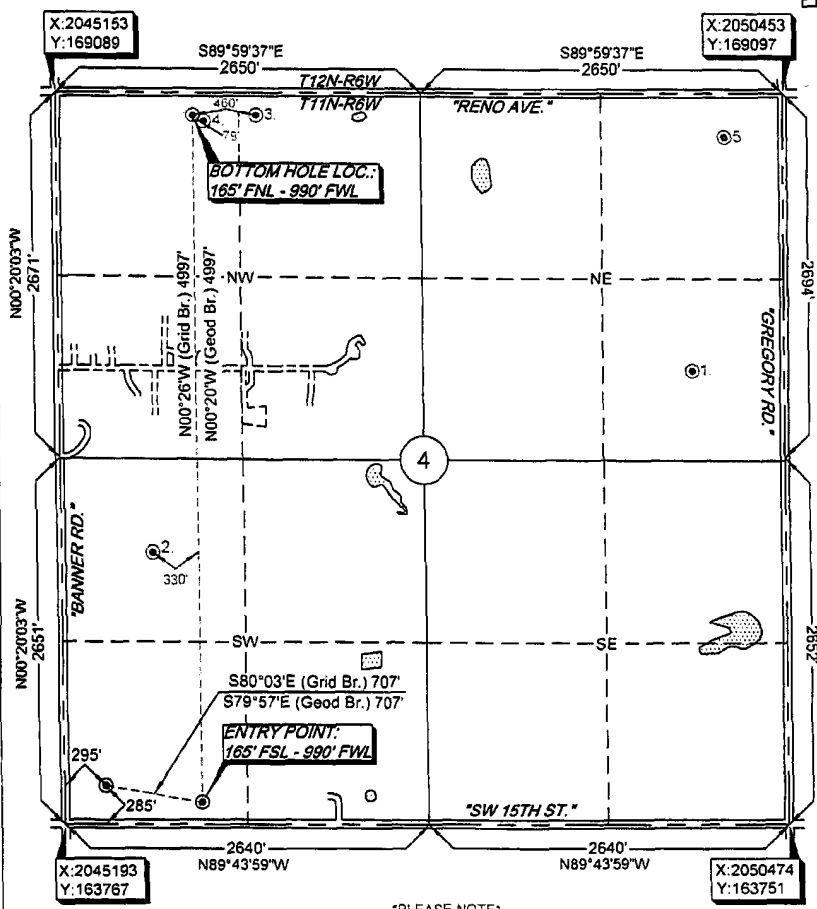 X:2045153
Y:169089
X:2050453
Y:169097
S89°59'37"E
2650'
S89°59'37"E
2650'
T12N-R6W
T11N-R6W
"RENO AVE."
460'
4.
3.
79'
5
BOTTOM HOLE LOC.:
165' FNL - 990' FWL
N00°20'03"W
2671'
N00°26'W (Grid Br.) 4997'
N00°20'W (Geod Br.) 4997'
NW
NE
2694'
"GREGORY RD."
1.
4
"BANNER RD."
2.
330'
N00°20'03"W
2651'
SW
SE
2652'
S80°03'E (Grid Br.) 707'
S79°57'E (Geod Br.) 707'
ENTRY POINT:
165' FSL - 990' FWL
295'
285'
"SW 15TH ST."
2640'
N89°43'59"W
2640'
N89°43'59"W
X:2045193
Y:163767
X:2050474
Y:163751
*PLEASE NOTE*